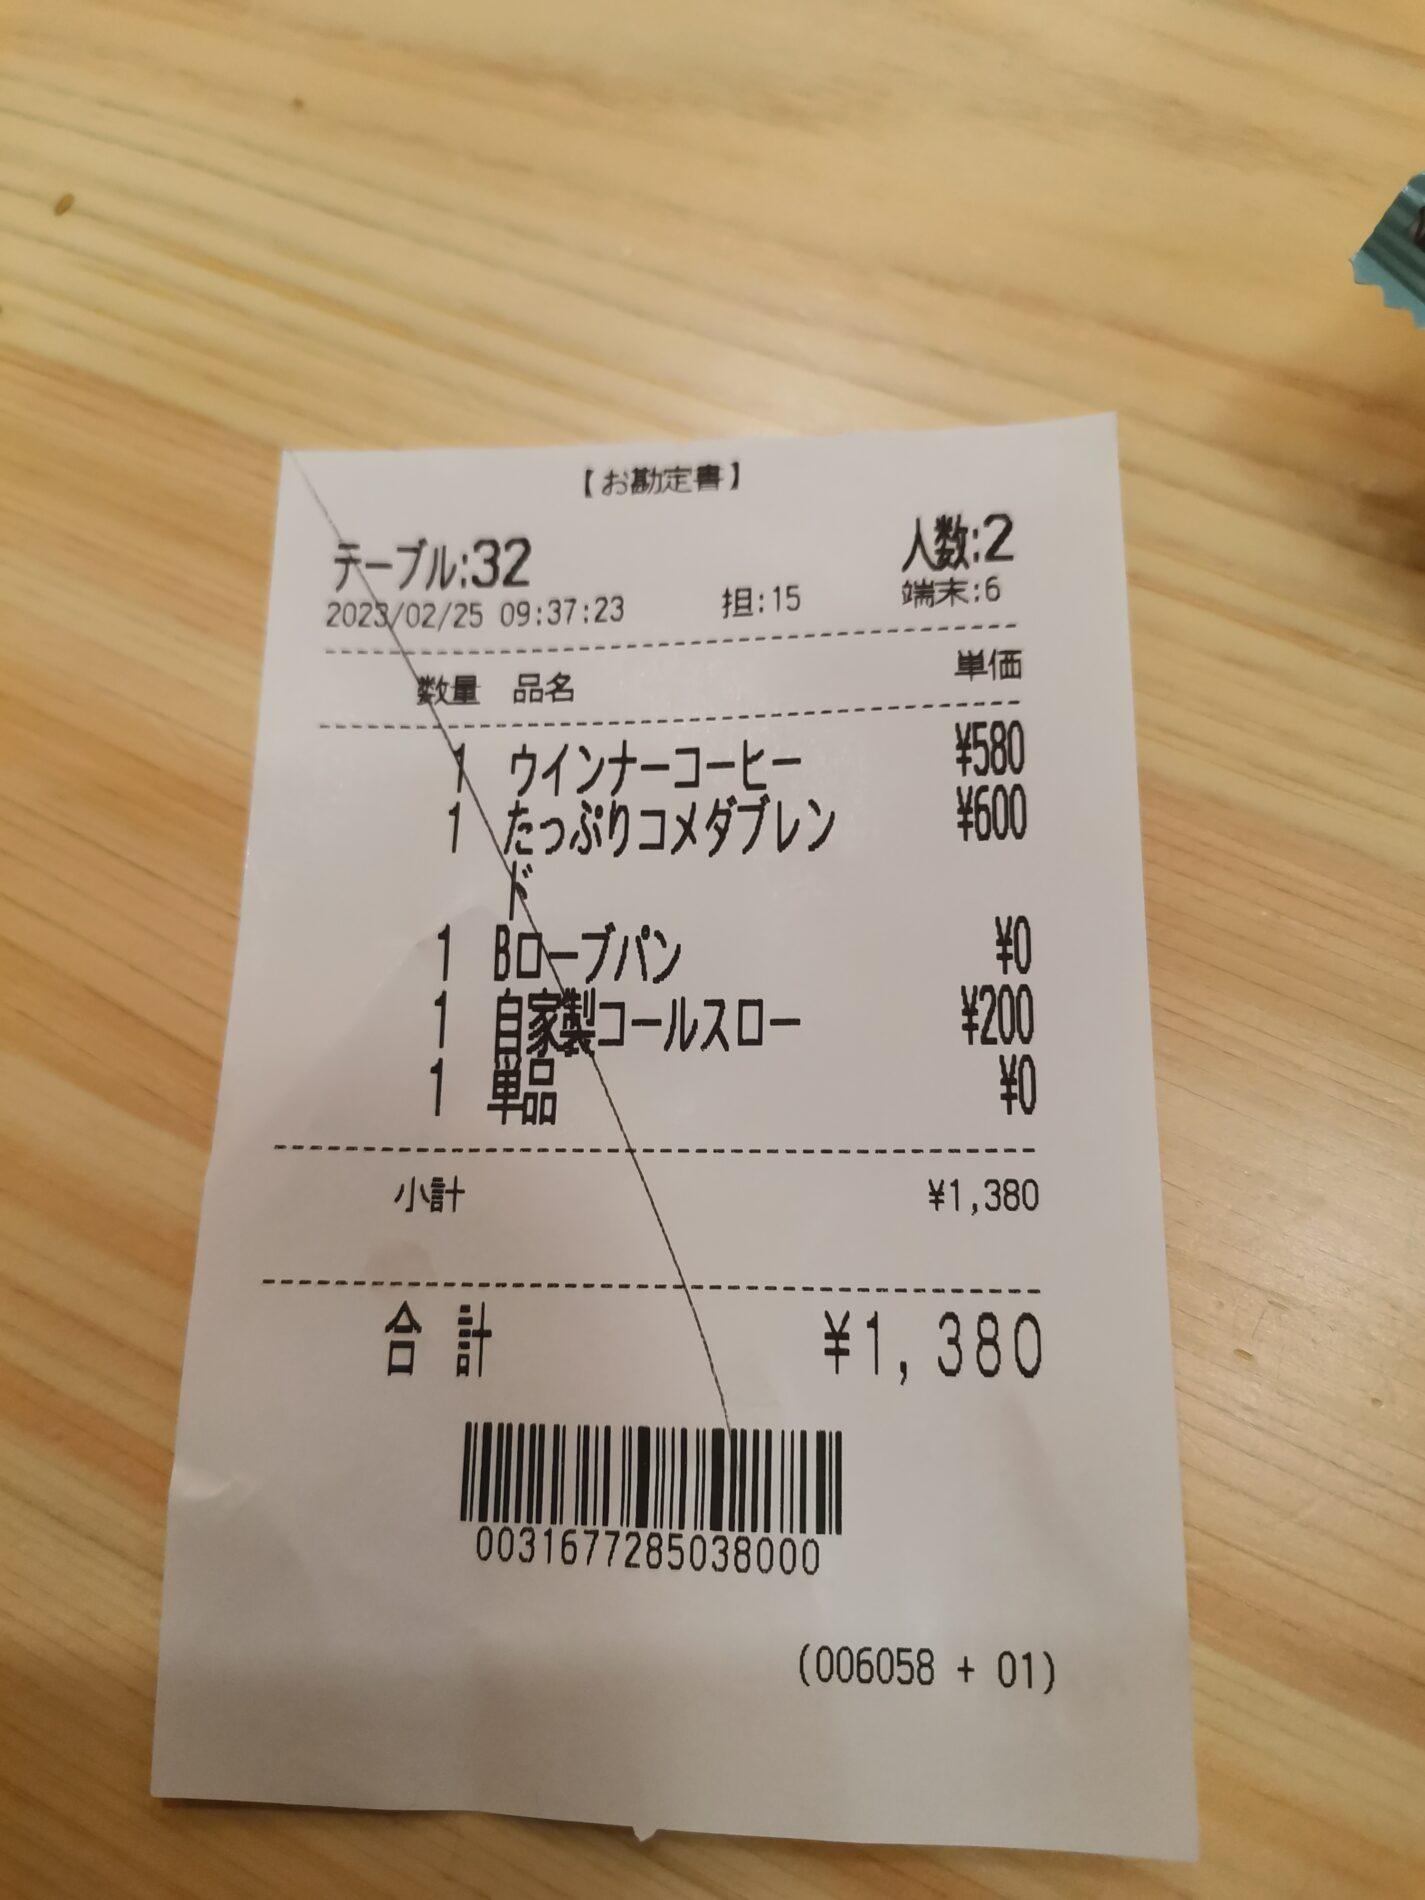 【お勘定書】
テーブル:32 人数:2
2023/02/25 09:37:23 担:15 端末:6
数量 品名 単価
1 ウインナーコーヒー ¥580
1 たっぷりコメダブレン ¥600
ド
1 Bローブパン ¥0
1 自家製コールスロー ¥200
1 単品 ¥0
小計 ¥1,380
合計 ¥1,380
0031677285038000
(006058 + 01)